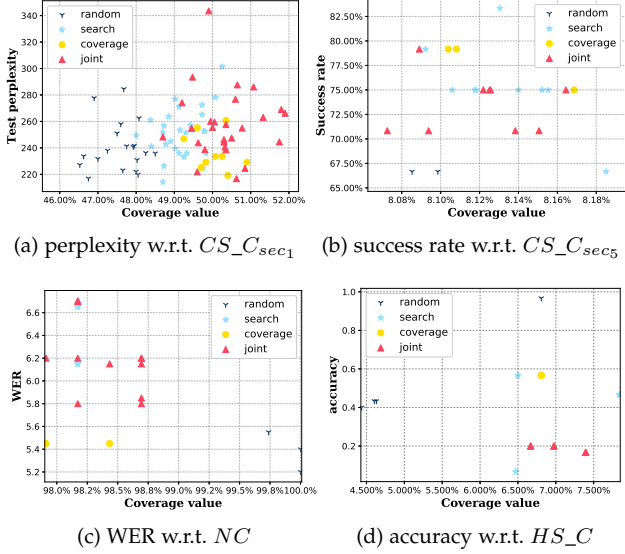 random
search
coverage
joint
340
320
300
280
260
240
220
Test perplexity
46.00% 47.00% 48.00% 49.00% 50.00% 51.00% 52.00%
Coverage value
(a) perplexity w.r.t. CS_C_sec1
random
search
coverage
joint
85.00%
82.50%
80.00%
77.50%
75.00%
72.50%
70.00%
67.50%
65.00%
Success rate
8.08% 8.10% 8.12% 8.14% 8.16% 8.18%
Coverage value
(b) success rate w.r.t. CS_C_sec5
random
search
coverage
joint
6.6
6.4
6.2
6.0
5.8
5.6
5.4
5.2
WER
98.0% 98.2% 98.5% 98.8% 99.0% 99.2% 99.5% 99.8% 100.0%
Coverage value
(c) WER w.r.t. NC
random
search
coverage
joint
1.0
0.8
0.6
0.4
0.2
accuracy
4.500% 5.000% 5.500% 6.000% 6.500% 7.000% 7.500%
Coverage value
(d) accuracy w.r.t. HS_C